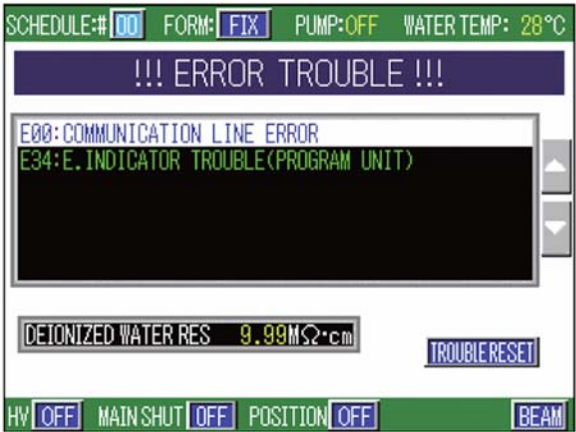 SCHEDULE:# 00 FORM: FIX PUMP:OFF WATER TEMP: 28°C
!!! ERROR TROUBLE !!!
E00:COMMUNICATION LINE ERROR
E34:E.INDICATOR TROUBLE(PROGRAM UNIT)
DEIONIZED WATER RES 9.99MΩ·cm
TROUBLE RESET
HV OFF MAIN SHUT OFF POSITION OFF BEAM